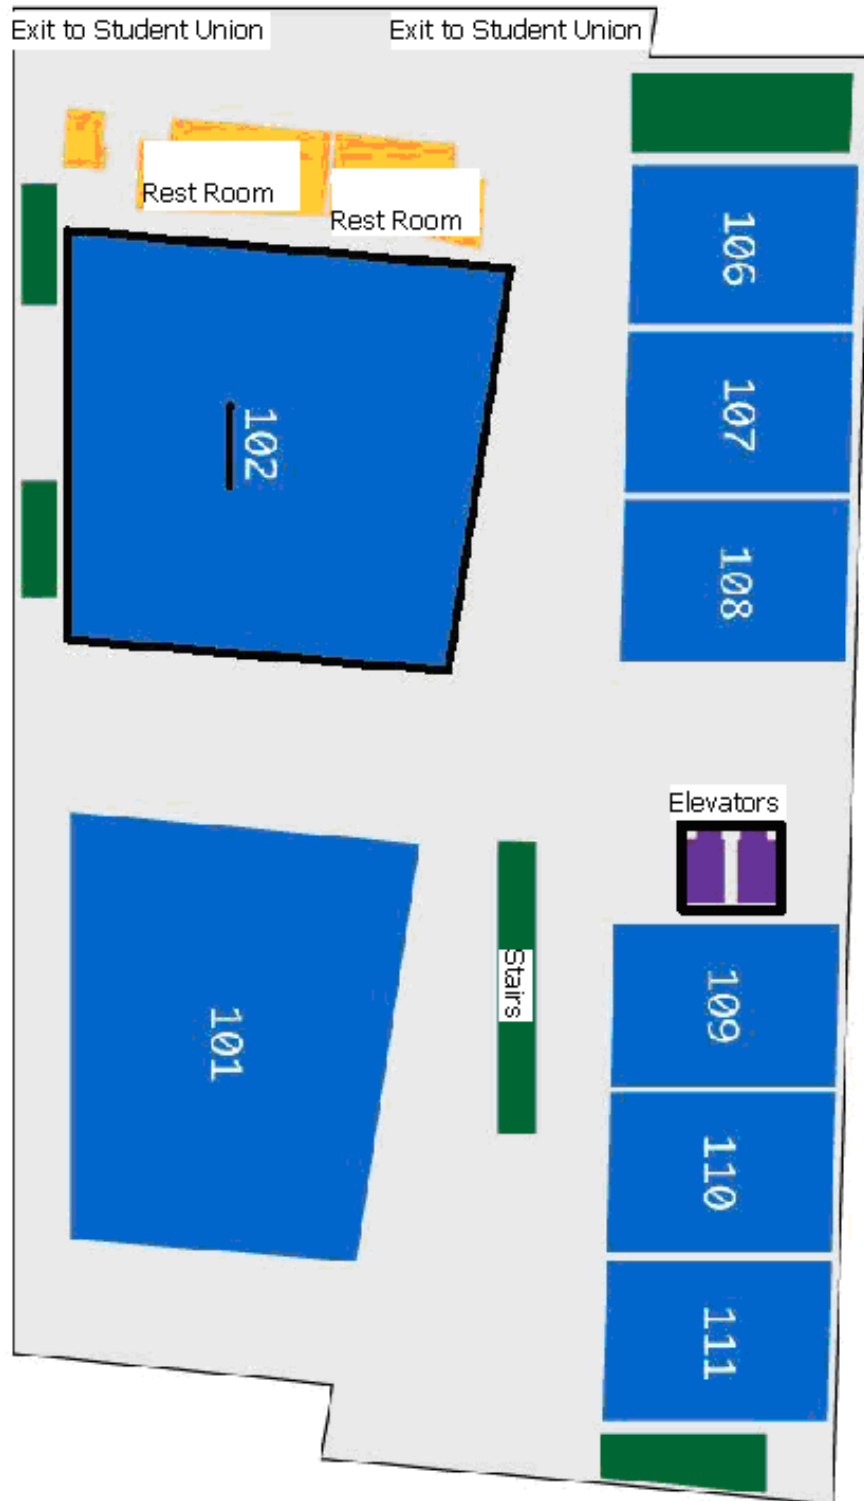 Exit to Student Union
Exit to Student Union
Rest Room
Rest Room
106
102
107
108
Elevators
Stairs
109
101
110
111